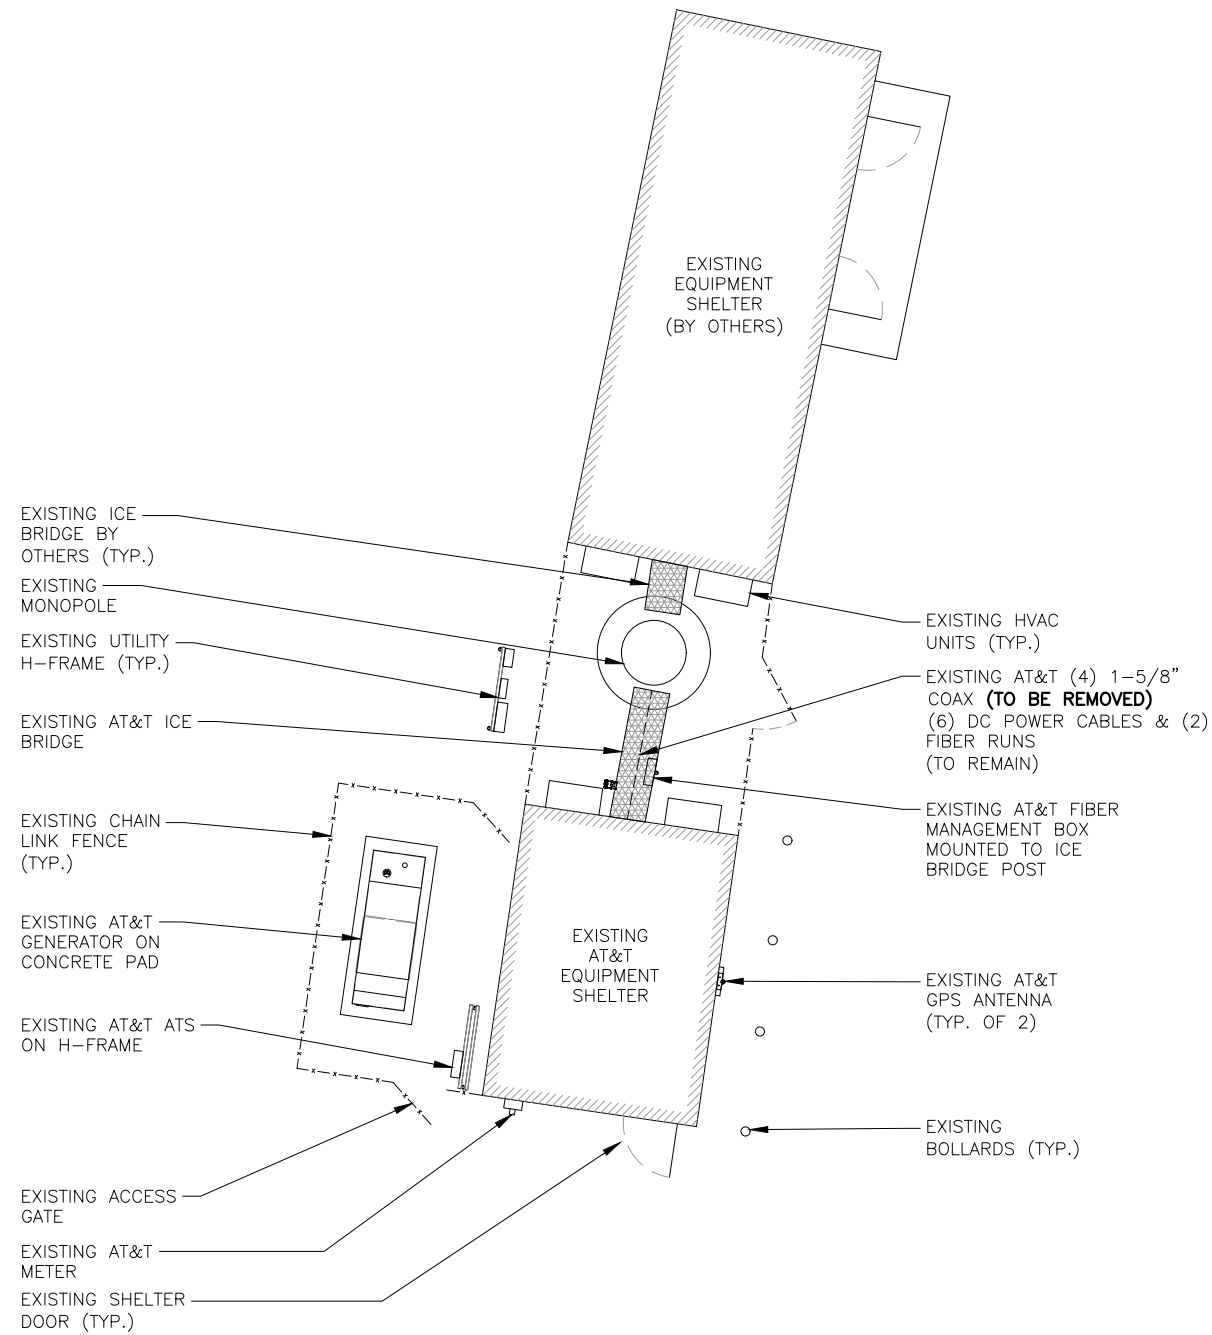 EXISTING
EQUIPMENT
SHELTER
(BY OTHERS)
EXISTING ICE
BRIDGE BY
OTHERS (TYP.)
EXISTING
MONOPOLE
EXISTING UTILITY
H-FRAME (TYP.)
EXISTING AT&T ICE
BRIDGE
EXISTING CHAIN
LINK FENCE
(TYP.)
EXISTING AT&T
GENERATOR ON
CONCRETE PAD
EXISTING AT&T ATS
ON H-FRAME
EXISTING ACCESS
GATE
EXISTING AT&T
METER
EXISTING SHELTER
DOOR (TYP.)
EXISTING
AT&T
EQUIPMENT
SHELTER
EXISTING HVAC
UNITS (TYP.)
EXISTING AT&T (4) 1-5/8"
COAX (TO BE REMOVED)
(6) DC POWER CABLES & (2)
FIBER RUNS
(TO REMAIN)
EXISTING AT&T FIBER
MANAGEMENT BOX
MOUNTED TO ICE
BRIDGE POST
EXISTING AT&T
GPS ANTENNA
(TYP. OF 2)
EXISTING
BOLLARDS (TYP.)